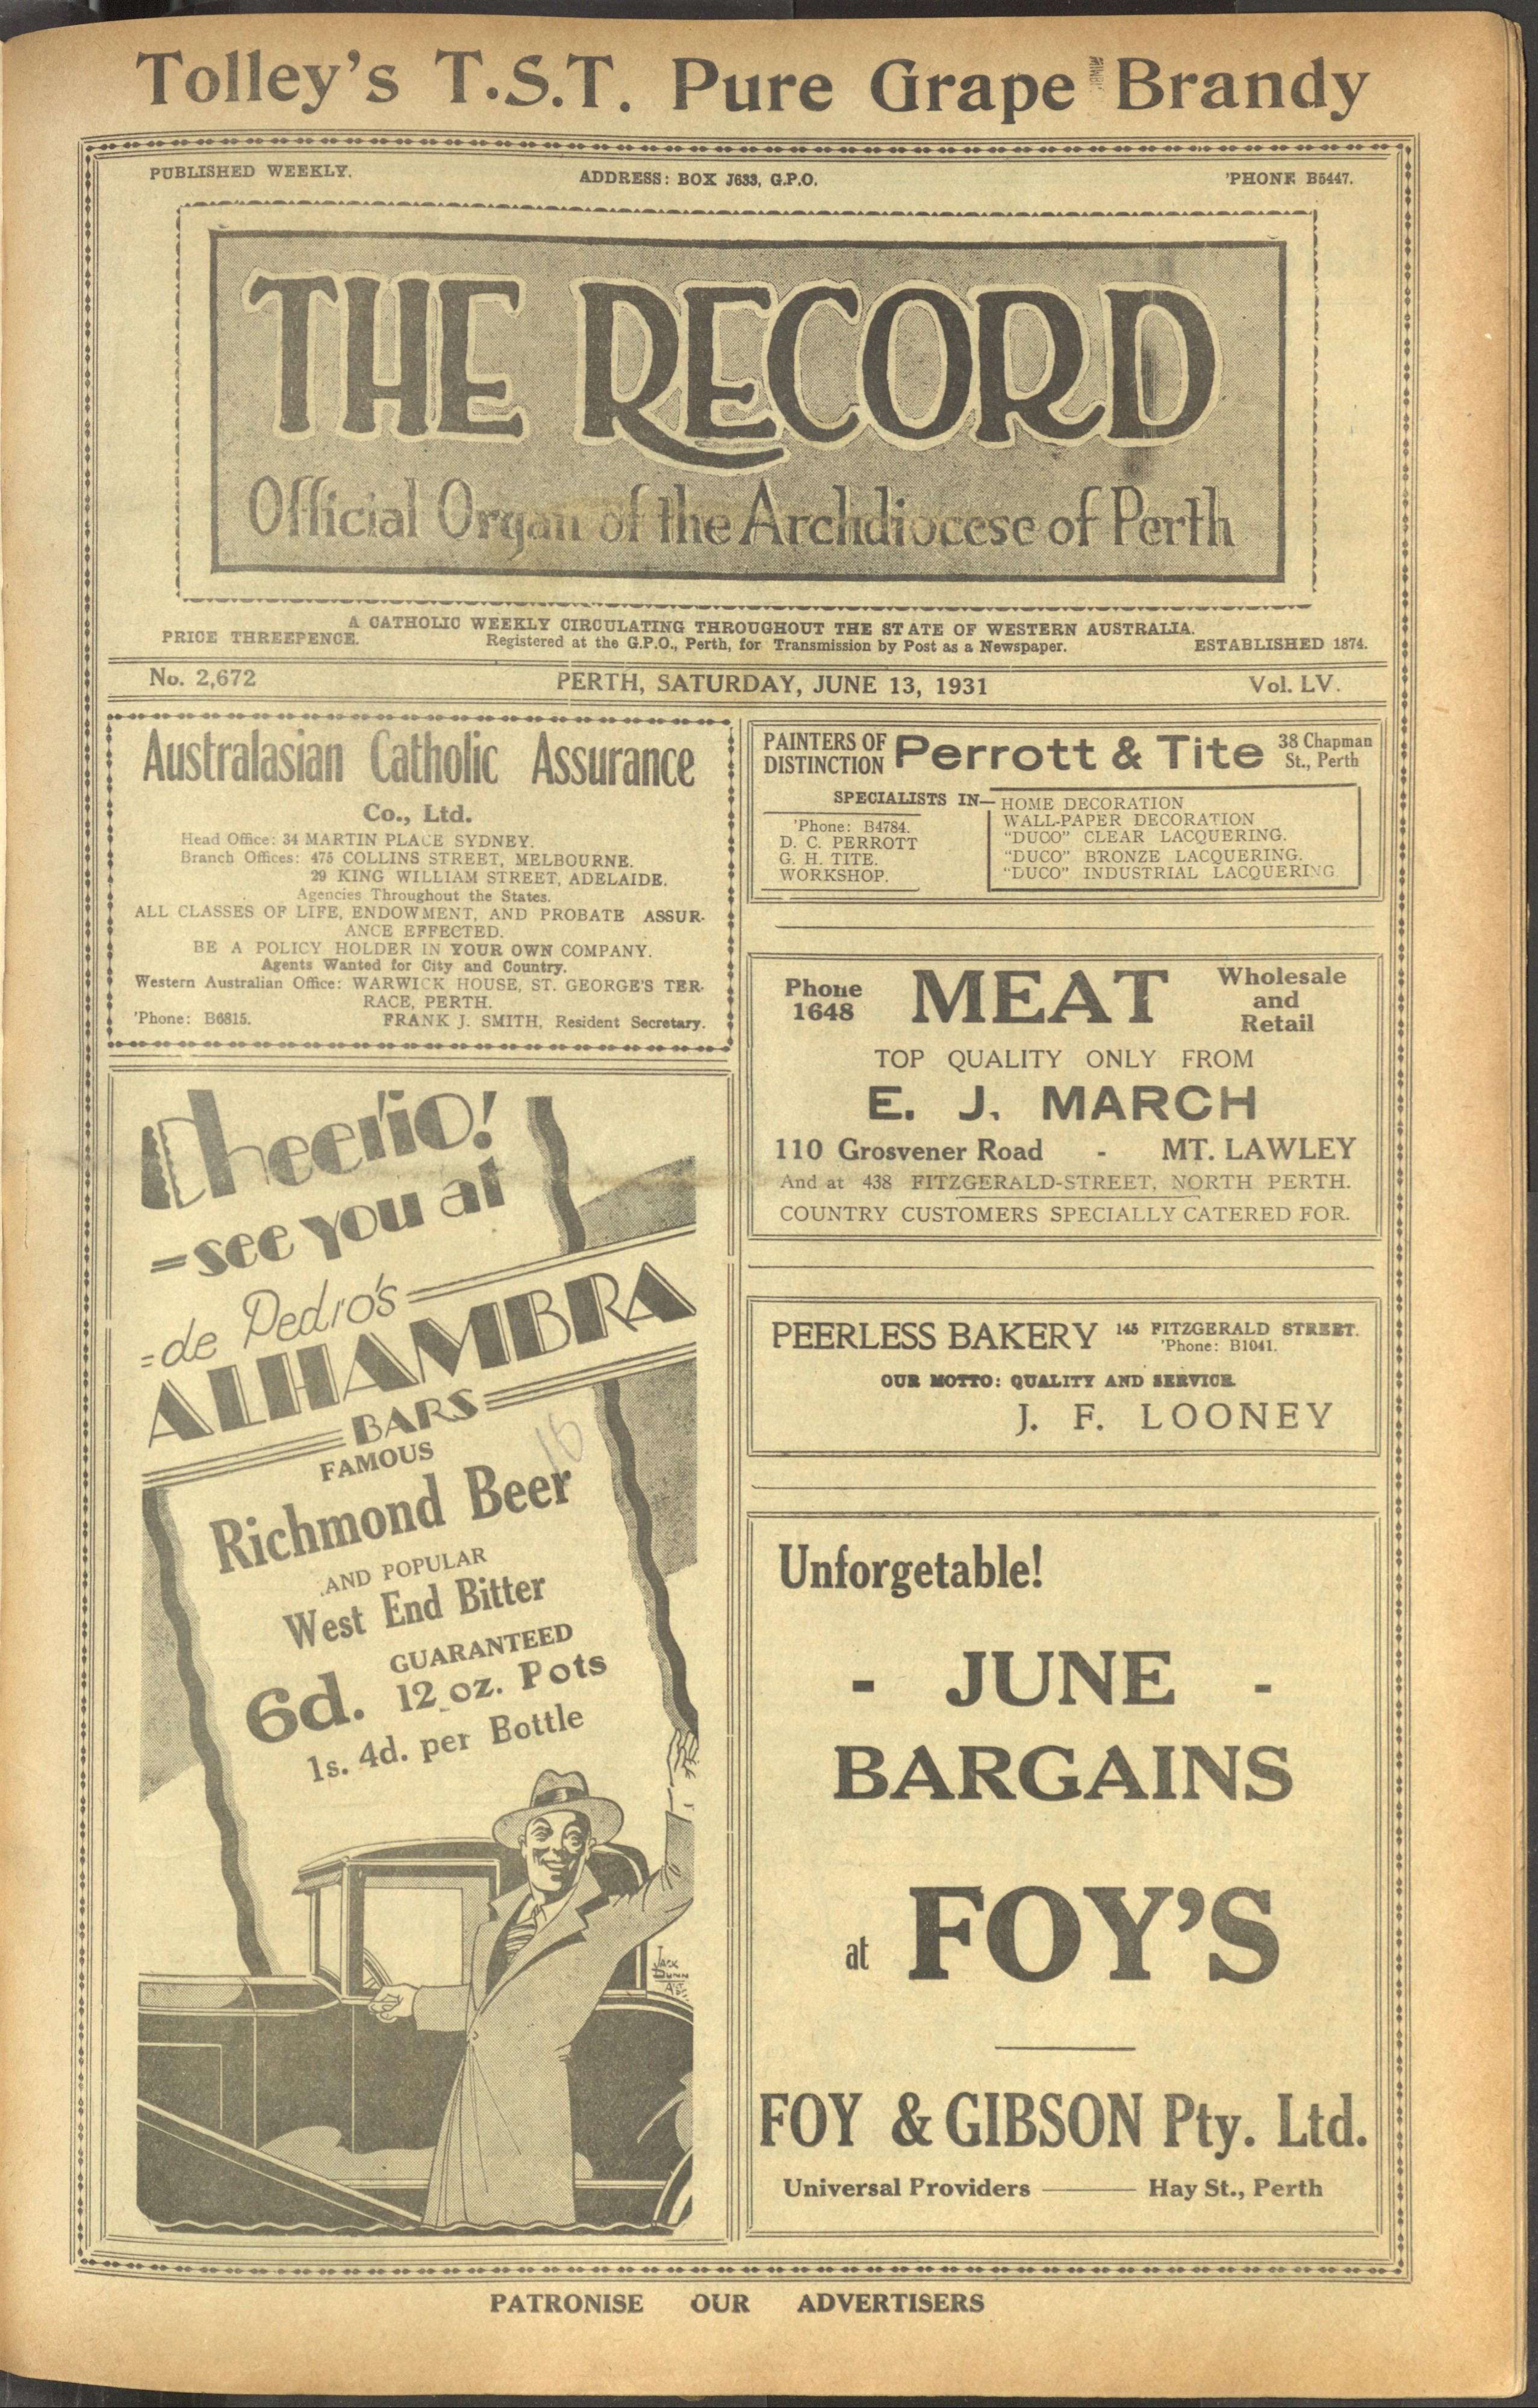 Tolley's T.S.T. Pure Grape Brandy
PUBLISHED WEEKLY. ADDRESS: BOX J633, G.P.O. 'PHONE B5447.
THE RECORD
Official Organ of the Archdiocese of Perth
A CATHOLIC WEEKLY CIRCULATING THROUGHOUT THE STATE OF WESTERN AUSTRALIA.
PRICE THREEPENCE. Registered at the G.P.O., Perth, for Transmission by Post as a Newspaper. ESTABLISHED 1874.
No. 2,672 PERTH, SATURDAY, JUNE 13, 1931 Vol. LV.
Australasian Catholic Assurance
Co., Ltd.
Head Office: 34 MARTIN PLACE SYDNEY.
Branch Offices: 475 COLLINS STREET, MELBOURNE.
29 KING WILLIAM STREET, ADELAIDE.
Agencies Throughout the States.
ALL CLASSES OF LIFE, ENDOWMENT, AND PROBATE ASSUR-
ANCE EFFECTED.
BE A POLICY HOLDER IN YOUR OWN COMPANY.
Agents Wanted for City and Country.
Western Australian Office: WARWICK HOUSE, ST. GEORGE'S TER-
RACE, PERTH.
'Phone: B6815. FRANK J. SMITH, Resident Secretary.
Cheerio!
=see you at
=de Pedro's
ALHAMBRA
BARS
FAMOUS
16
Richmond Beer
AND POPULAR
West End Bitter
GUARANTEED
6d. 12 oz. Pots
1s. 4d. per Bottle
JACK
DUNN
PAINTERS OF
DISTINCTION
Perrott & Tite
38 Chapman
St., Perth
SPECIALISTS IN—
HOME DECORATION
WALL-PAPER DECORATION
"DUCO" CLEAR LACQUERING.
"DUCO" BRONZE LACQUERING.
"DUCO" INDUSTRIAL LACQUERING
'Phone: B4784.
D. C. PERROTT
G. H. TITE.
WORKSHOP.
Phone
1648
MEAT
Wholesale
and
Retail
TOP QUALITY ONLY FROM
E. J. MARCH
110 Grosvener Road - MT. LAWLEY
And at 438 FITZGERALD-STREET, NORTH PERTH.
COUNTRY CUSTOMERS SPECIALLY CATERED FOR.
PEERLESS BAKERY 145 FITZGERALD STREET.
'Phone: B1041.
OUR MOTTO: QUALITY AND SERVICE
J. F. LOONEY
Unforgetable!
- JUNE -
BARGAINS
at FOY'S
FOY & GIBSON Pty. Ltd.
Universal Providers —— Hay St., Perth
PATRONISE OUR ADVERTISERS